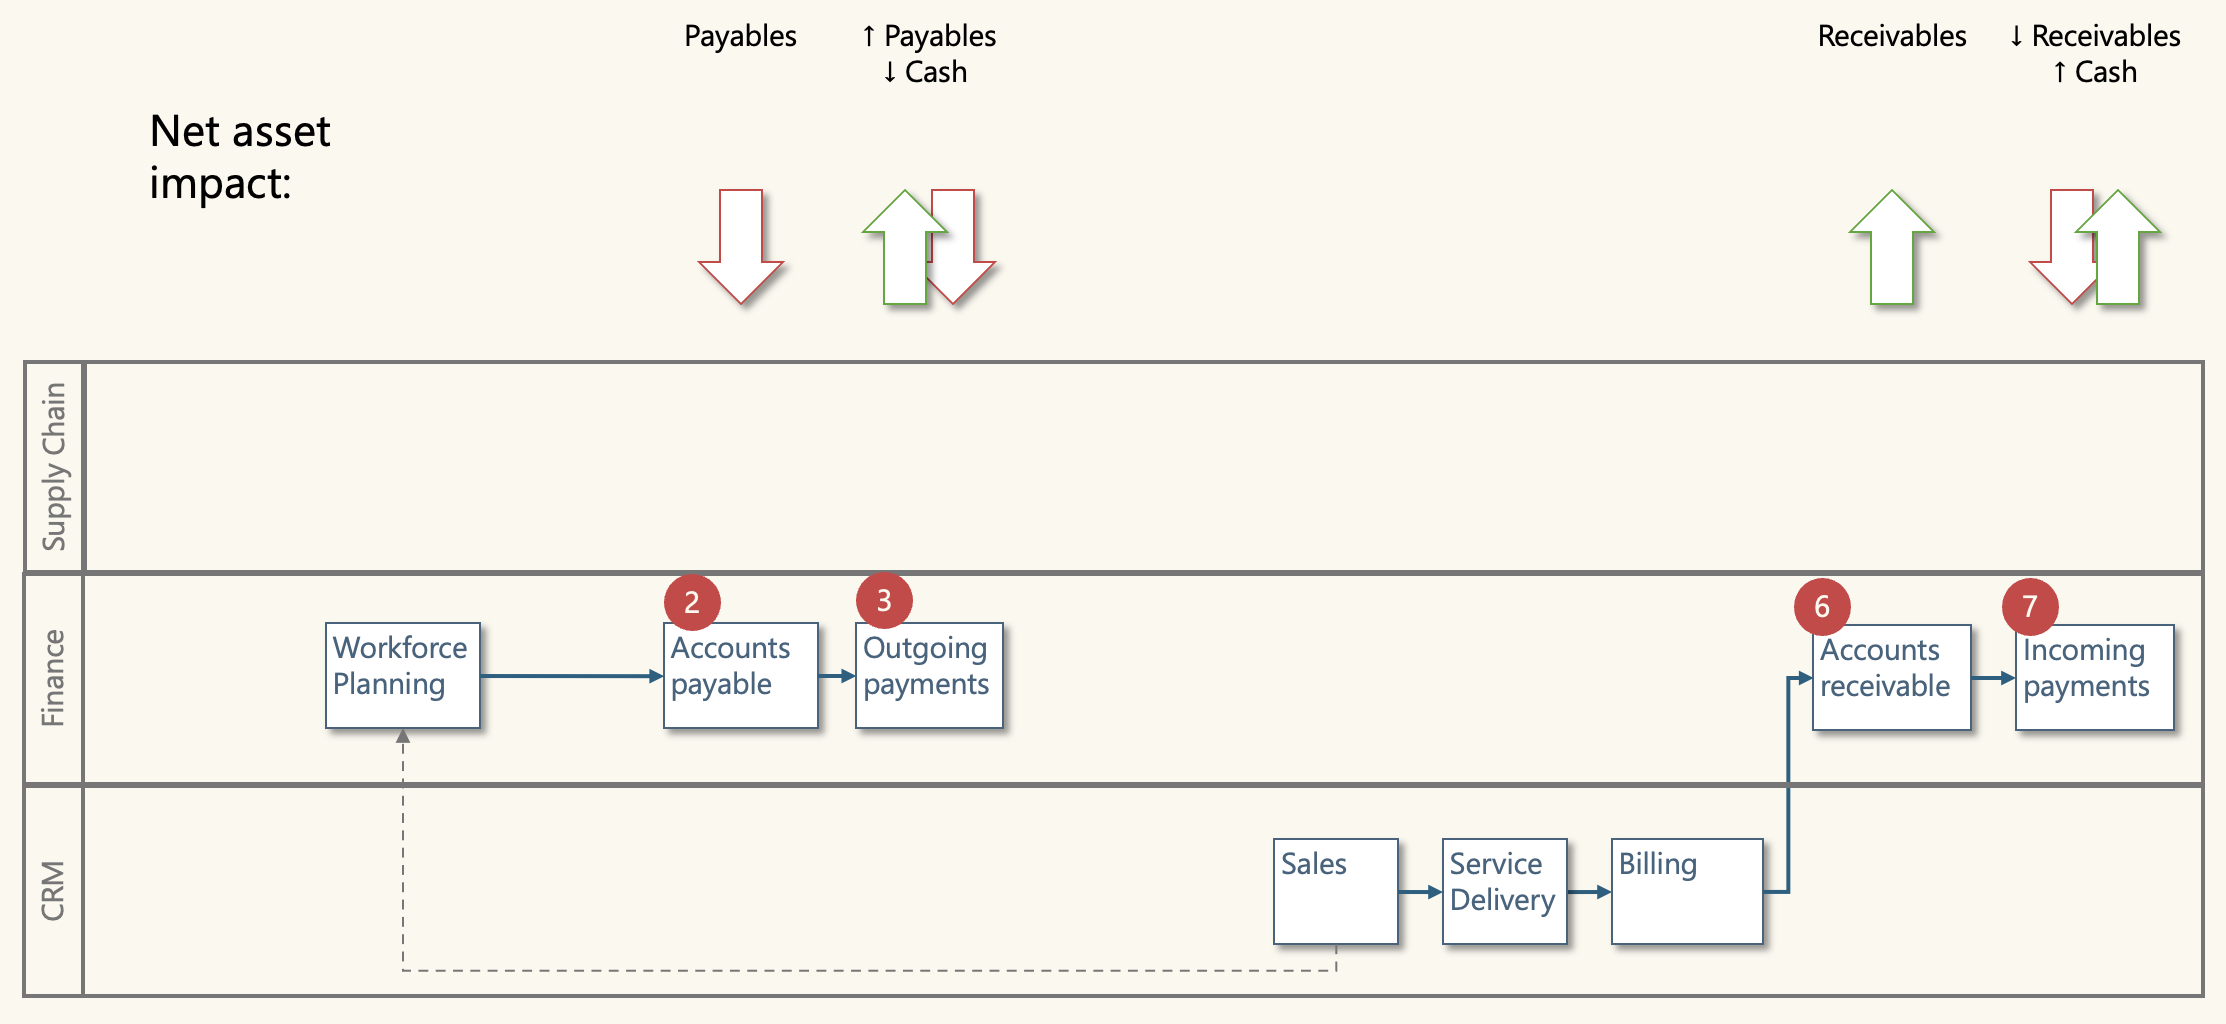 Payables
↑ Payables
↓ Cash
Receivables
↓ Receivables
↑ Cash
Net asset
impact:
Supply Chain
Finance
Workforce
Planning
2
Accounts
payable
3
Outgoing
payments
6
Accounts
receivable
7
Incoming
payments
CRM
Sales
Service
Delivery
Billing